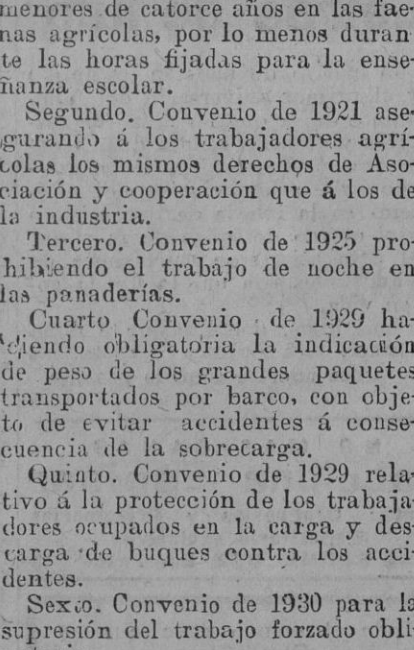 menores de catorce años en las fae-
nas agrícolas, por lo menos duran
te las horas fijadas para la ense-
ñanza escolar.
Segundo. Convenio de 1921 ase-
gurando á los trabajadores agrí-
colas los mismos derechos de Aso-
ciación y cooperación que á los de
la industria.
Tercero. Convenio de 1925 pro-
hibiendo el trabajo de noche en
las panaderías.
Cuarto Convenio de 1929 ha-
ciendo obligatoria la indicación
de peso de los grandes paquetes
transportados por barco, con obje-
to de evitar accidentes á conse-
cuencia de la sobrecarga.
Quinto. Convenio de 1929 rela-
tivo á la protección de los trabaja-
dores ocupados en la carga y des-
carga de buques contra los acci-
dentes.
Sexto. Convenio de 1930 para la
supresión del trabajo forzado obli-